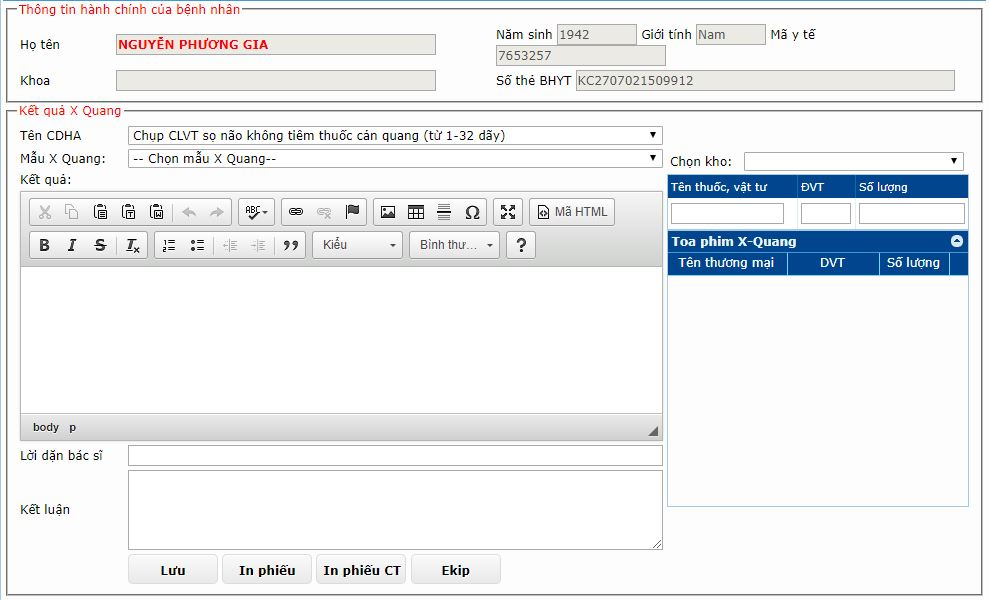 Thông tin hành chính của bệnh nhân
Họ tên NGUYỄN PHƯƠNG GIA
Năm sinh 1942 Giới tính Nam Mã y tế
7653257
Khoa
Số thẻ BHYT KC2707021509912
Kết quả X Quang
Tên CDHA Chụp CLVT sọ não không tiêm thuốc cản quang (từ 1-32 dãy)
Mẫu X Quang: -- Chọn mẫu X Quang--
Chọn kho:
Kết quả:
Tên thuốc, vật tư ĐVT Số lượng
ABC Mã HTML
B I S Tx Kiểu Bình thư... ?
Toa phim X-Quang
Tên thương mại DVT Số lượng
body p
Lời dặn bác sĩ
Kết luận
Lưu In phiếu In phiếu CT Ekip